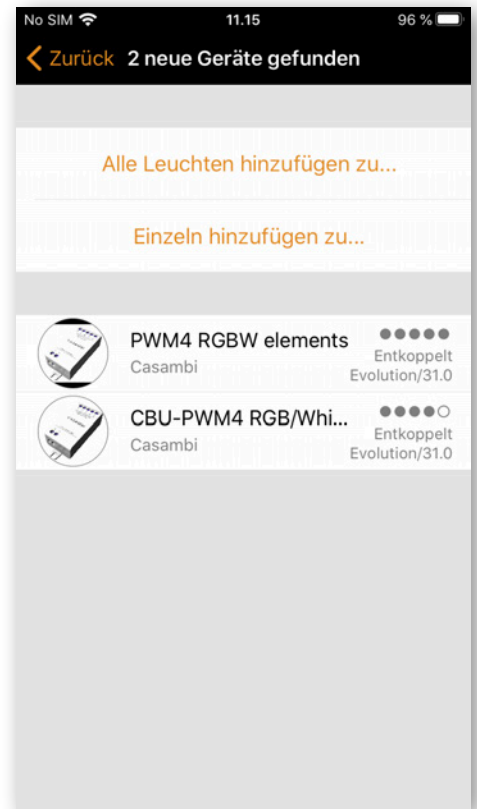 No SIM 11.15 96 %
Zurück 2 neue Geräte gefunden
Alle Leuchten hinzufügen zu...
Einzeln hinzufügen zu...
PWM4 RGBW elements
Casambi
Entkoppelt
Evolution/31.0
CBU-PWM4 RGB/Whi...
Casambi
Entkoppelt
Evolution/31.0